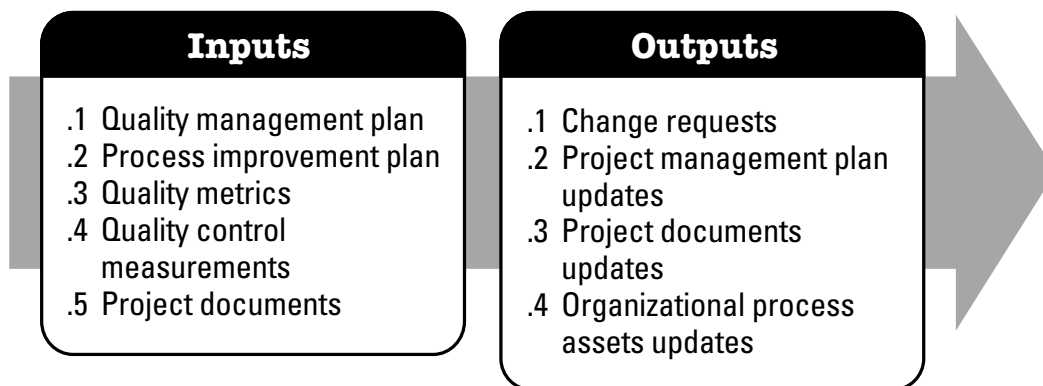 Inputs
.1 Quality management plan
.2 Process improvement plan
.3 Quality metrics
.4 Quality control
measurements
.5 Project documents
Outputs
.1 Change requests
.2 Project management plan
updates
.3 Project documents
updates
.4 Organizational process
assets updates